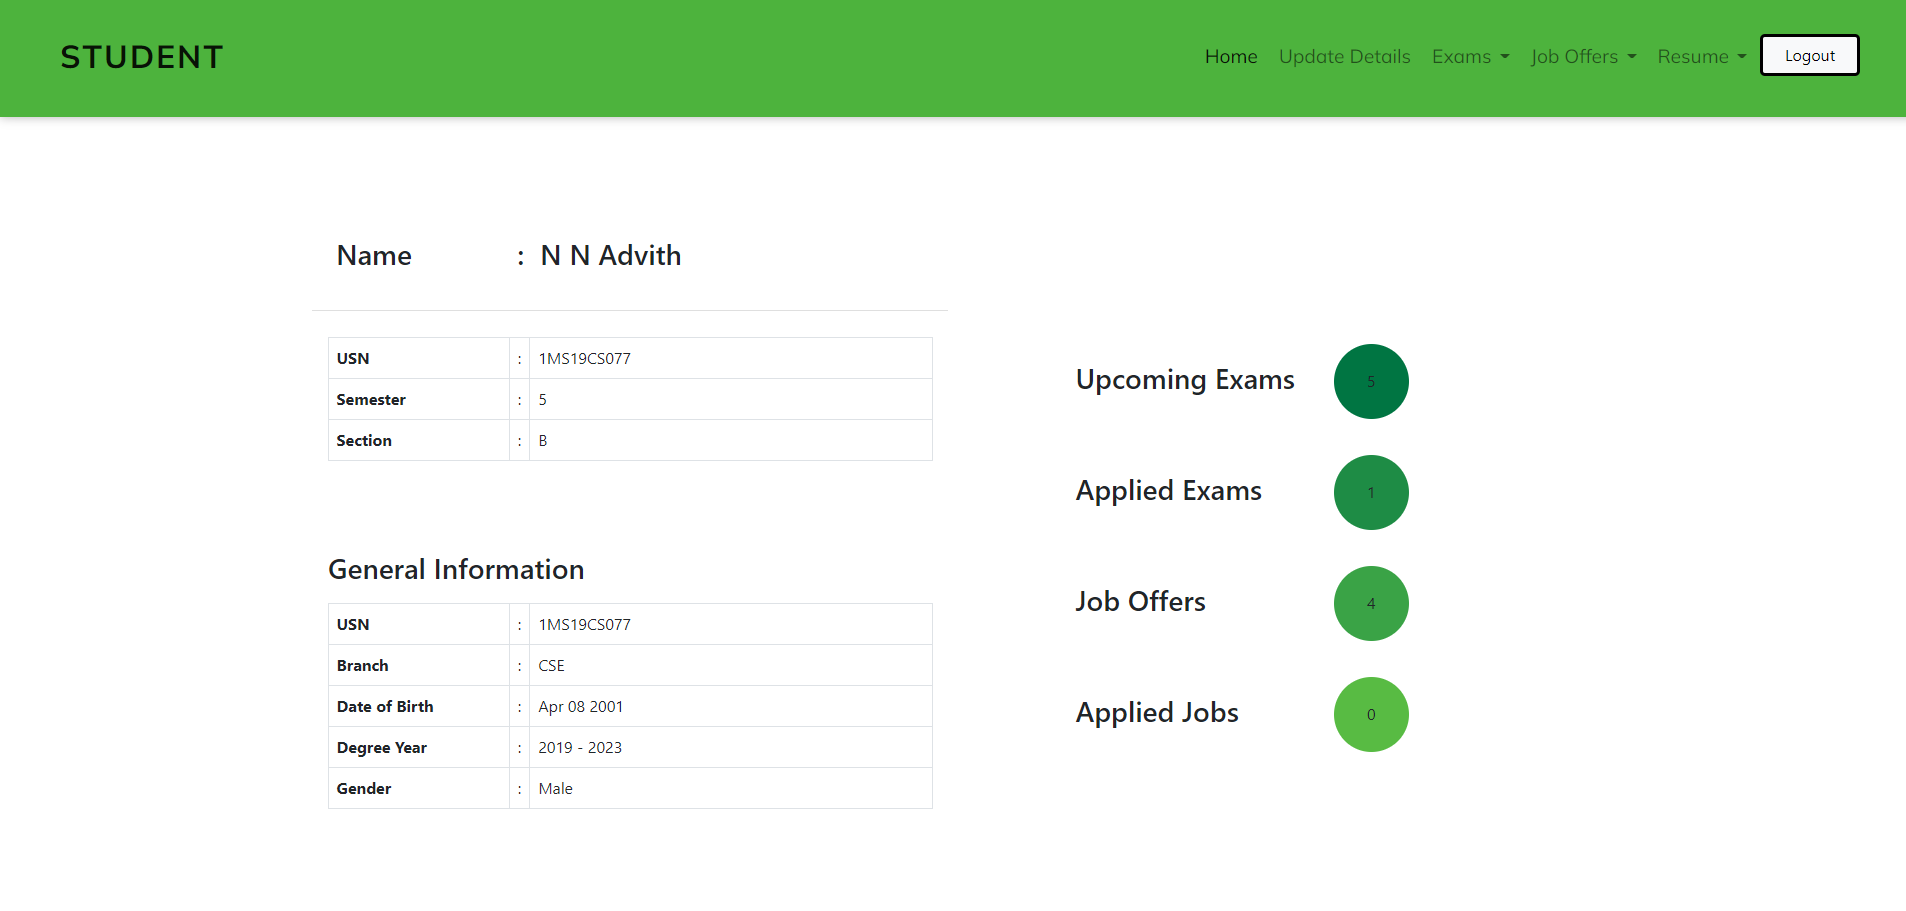 STUDENT
Home Update Details Exams Job Offers Resume Logout
Name : N N Advith
USN : 1MS19CS077
Semester : 5
Section : B
General Information
USN : 1MS19CS077
Branch : CSE
Date of Birth : Apr 08 2001
Degree Year : 2019 - 2023
Gender : Male
Upcoming Exams 5
Applied Exams 1
Job Offers 4
Applied Jobs 0